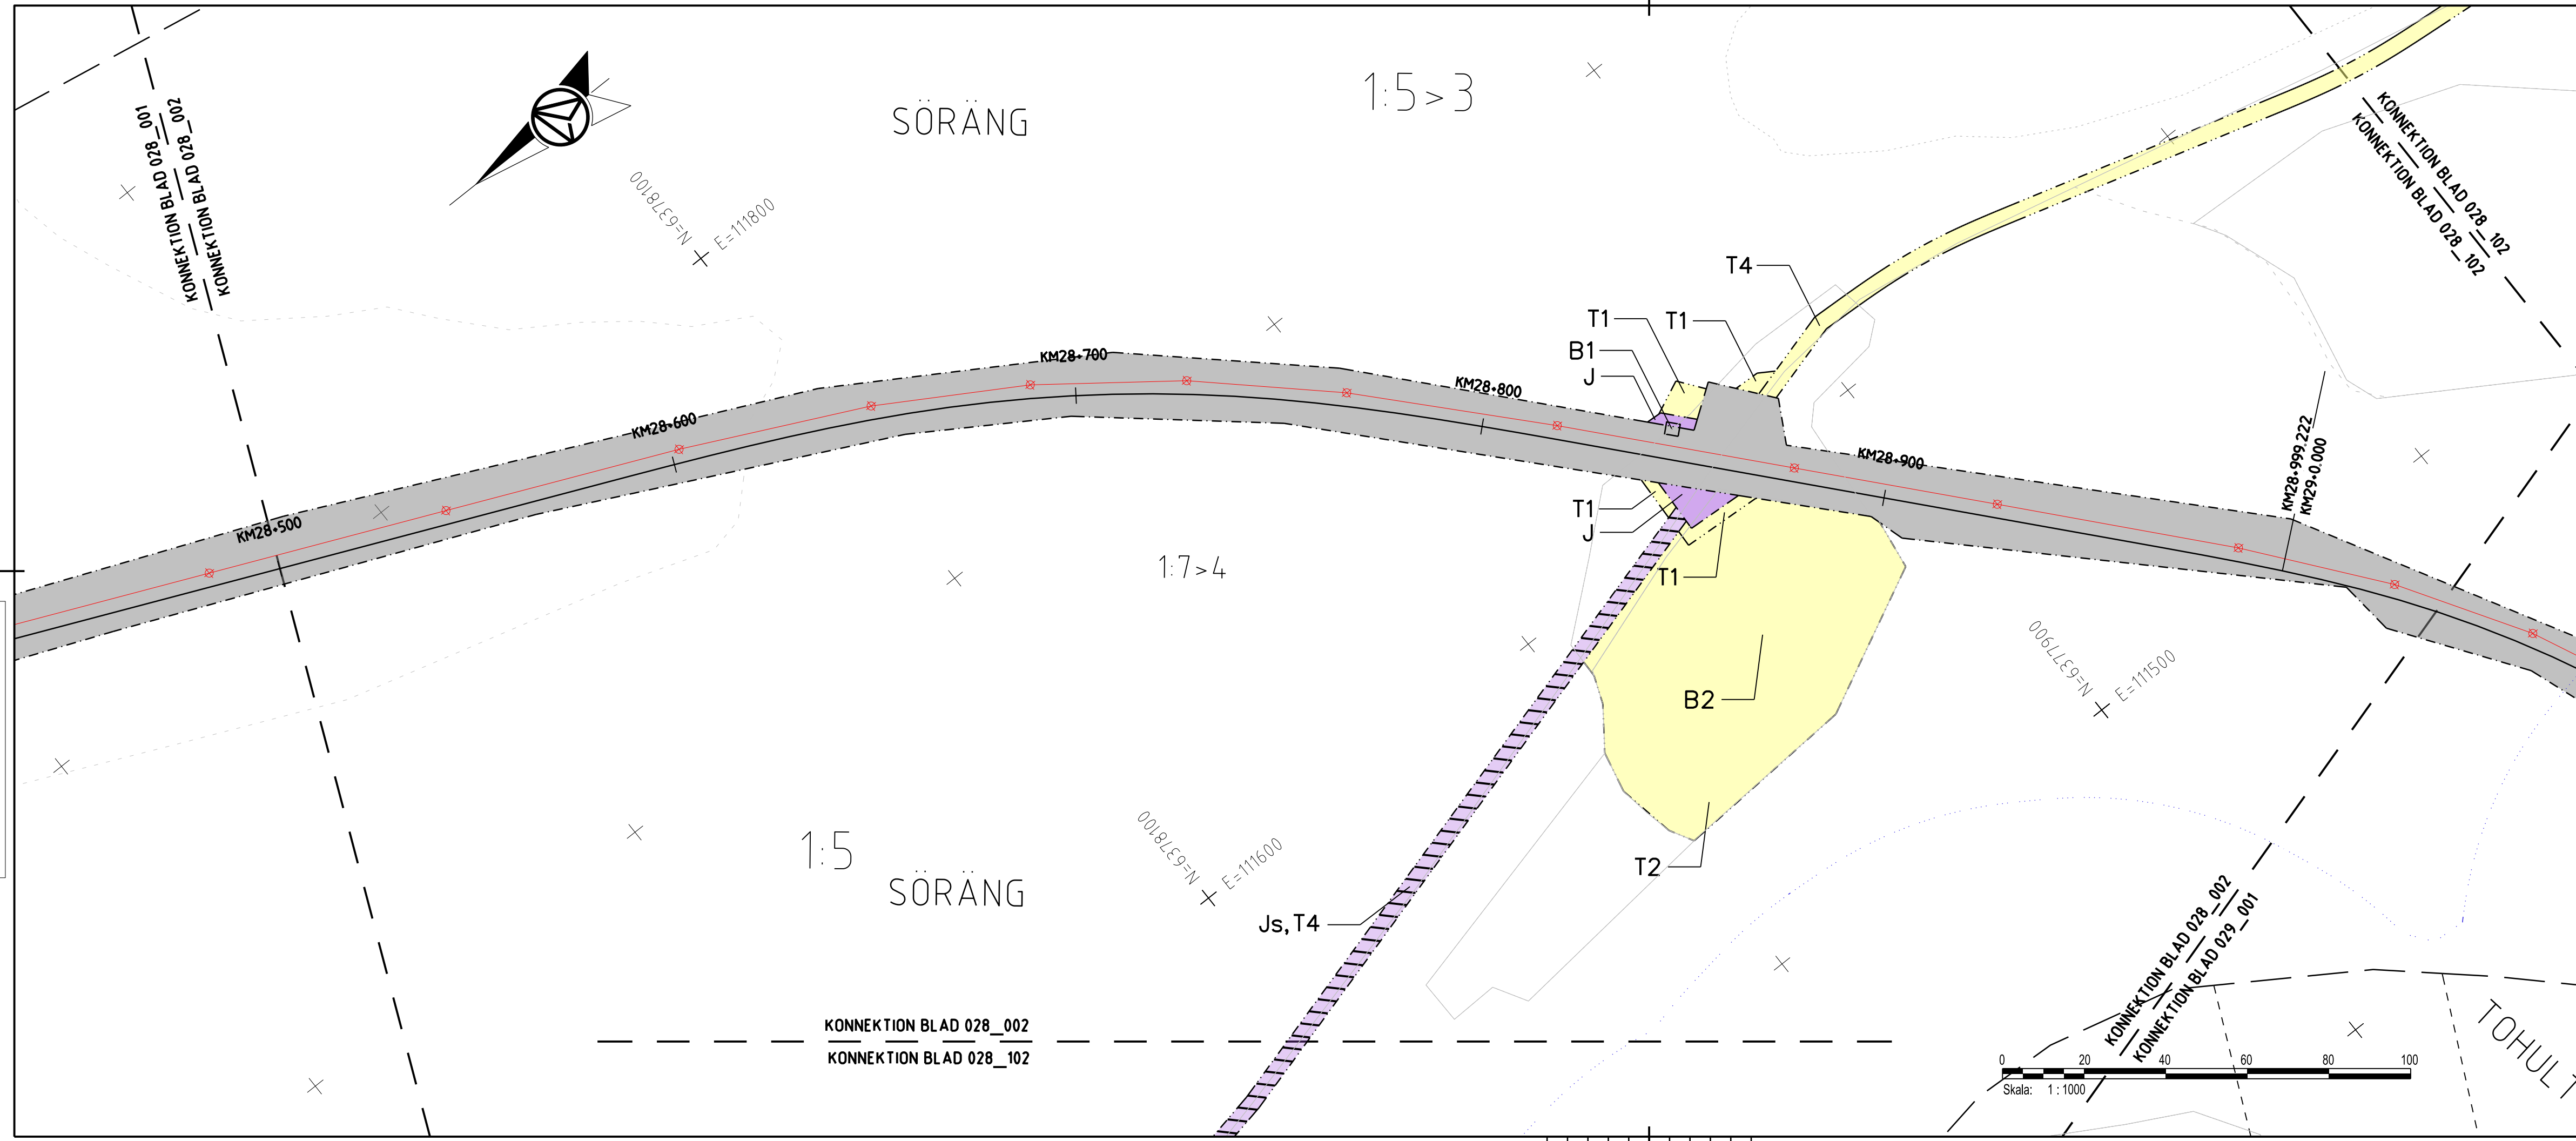 KONNEKTION BLAD 028_001
KONNEKTION BLAD 028_002
SÖRÄNG
1:5>3
N=6378100
E=111800
KONNEKTION BLAD 028_102
KONNEKTION BLAD 028_102
T4
T1
T1
B1
J
KM28+500
KM28+600
KM28+700
KM28+800
KM28+900
KM28+999.222
KM29+0.000
T1
J
T1
1:7>4
B2
N=6377900
E=111500
T2
1:5
SÖRÄNG
N=6378100
E=111600
Js,T4
KONNEKTION BLAD 028_002
KONNEKTION BLAD 028_102
KONNEKTION BLAD 028_002
KONNEKTION BLAD 029_001
TOHULT
0 20 40 60 80 100
Skala: 1 : 1000